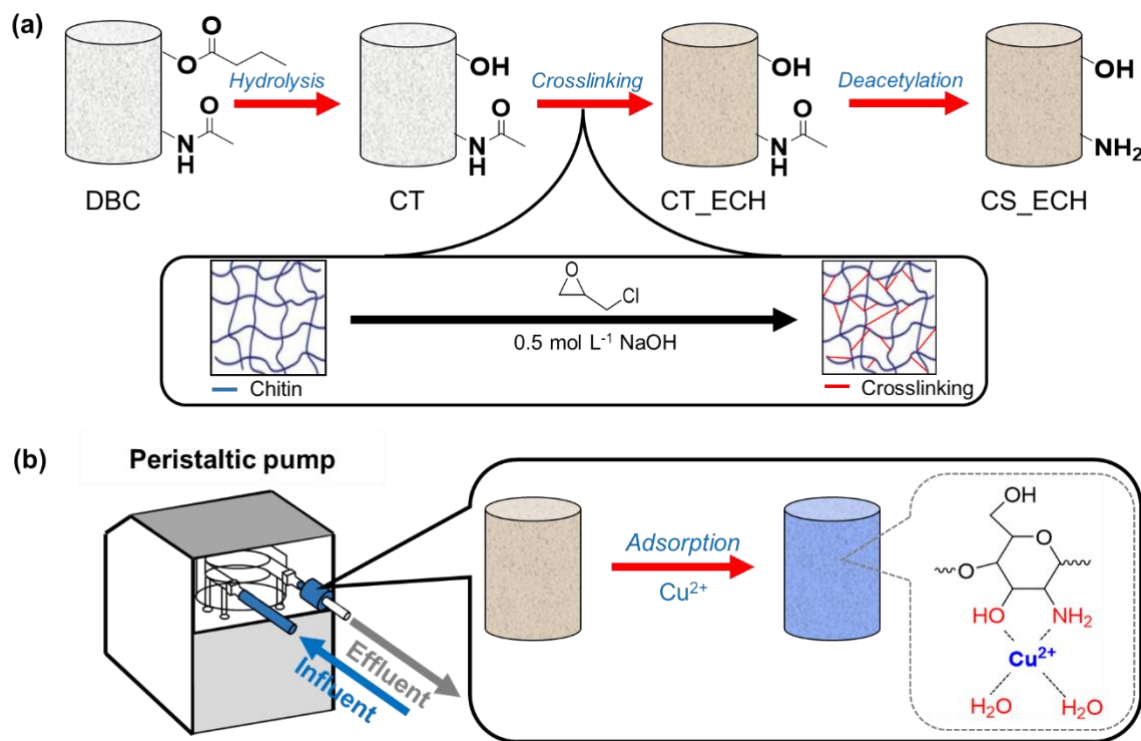 (a)
O
O
Hydrolysis
OH
Crosslinking
OH
Deacetylation
OH
O
N
H
O
N
H
O
N
H
NH₂
DBC
CT
CT_ECH
CS_ECH
O
Cl
0.5 mol L⁻¹ NaOH
Chitin
Crosslinking
(b)
Peristaltic pump
Adsorption
Cu²⁺
Effluent
Influent
OH
O
O
HO
NH₂
Cu²⁺
H₂O
H₂O